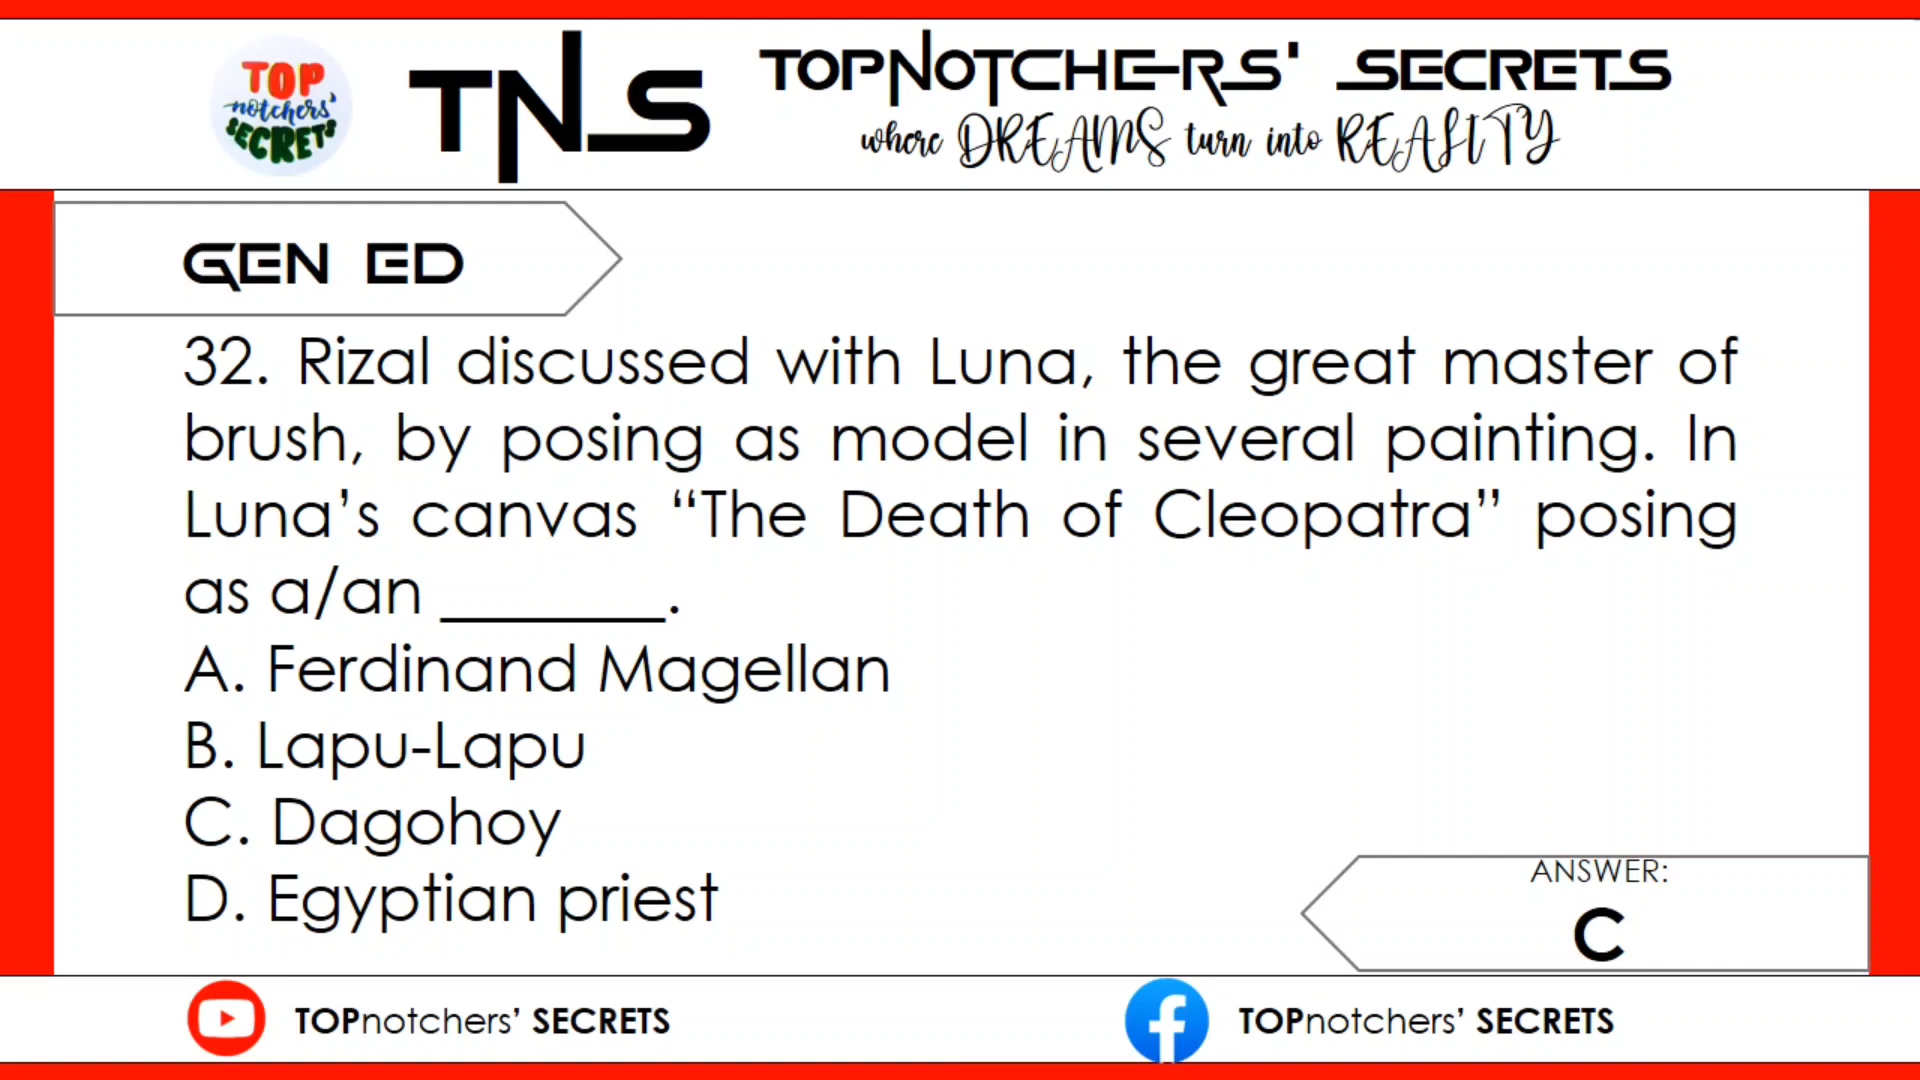 TOP
notchers'
SECRETS
TNS
TOPNOTCHERS' SECRETS
where DREAMS turn into REALITY
GEN ED
32. Rizal discussed with Luna, the great master of
brush, by posing as model in several painting. In
Luna’s canvas “The Death of Cleopatra” posing
as a/an _______.
A. Ferdinand Magellan
B. Lapu-Lapu
C. Dagohoy
D. Egyptian priest
ANSWER:
C
TOPnotchers’ SECRETS
TOPnotchers’ SECRETS